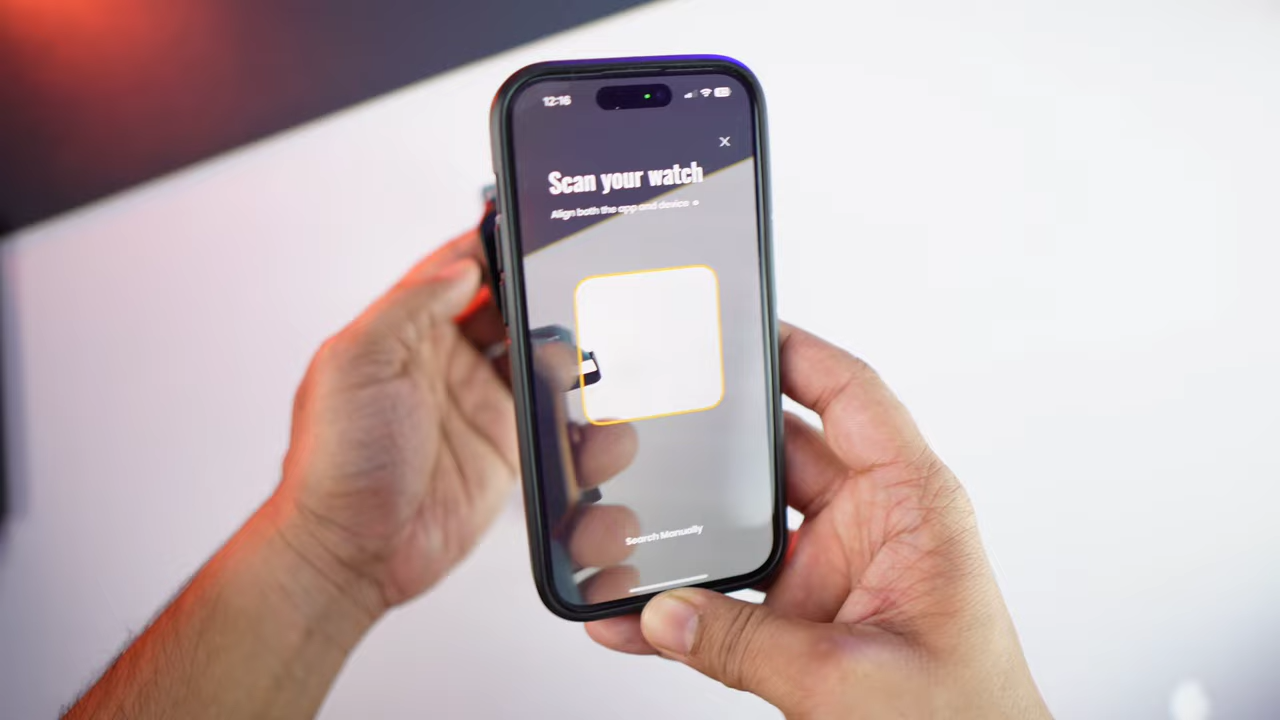 12:16
Scan your watch
Align both the app and device
Search Manually